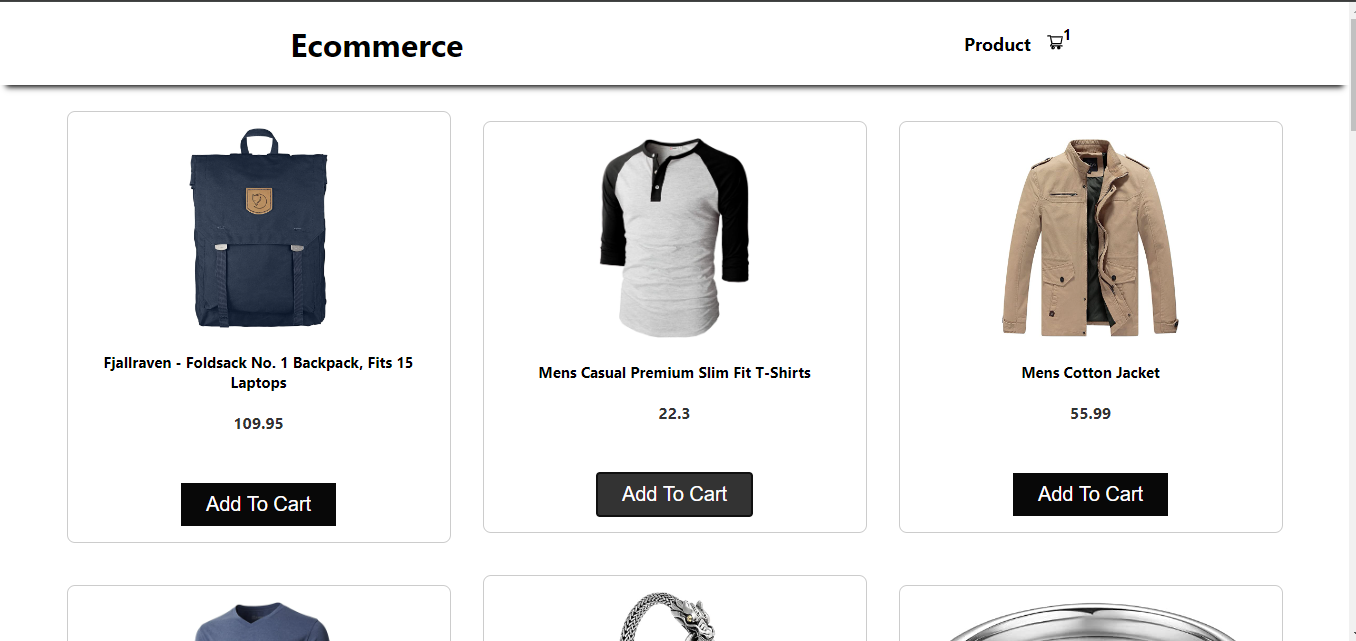 Ecommerce
Product 1
Fjallraven - Foldsack No. 1 Backpack, Fits 15
Laptops
109.95
Add To Cart
Mens Casual Premium Slim Fit T-Shirts
22.3
Add To Cart
Mens Cotton Jacket
55.99
Add To Cart